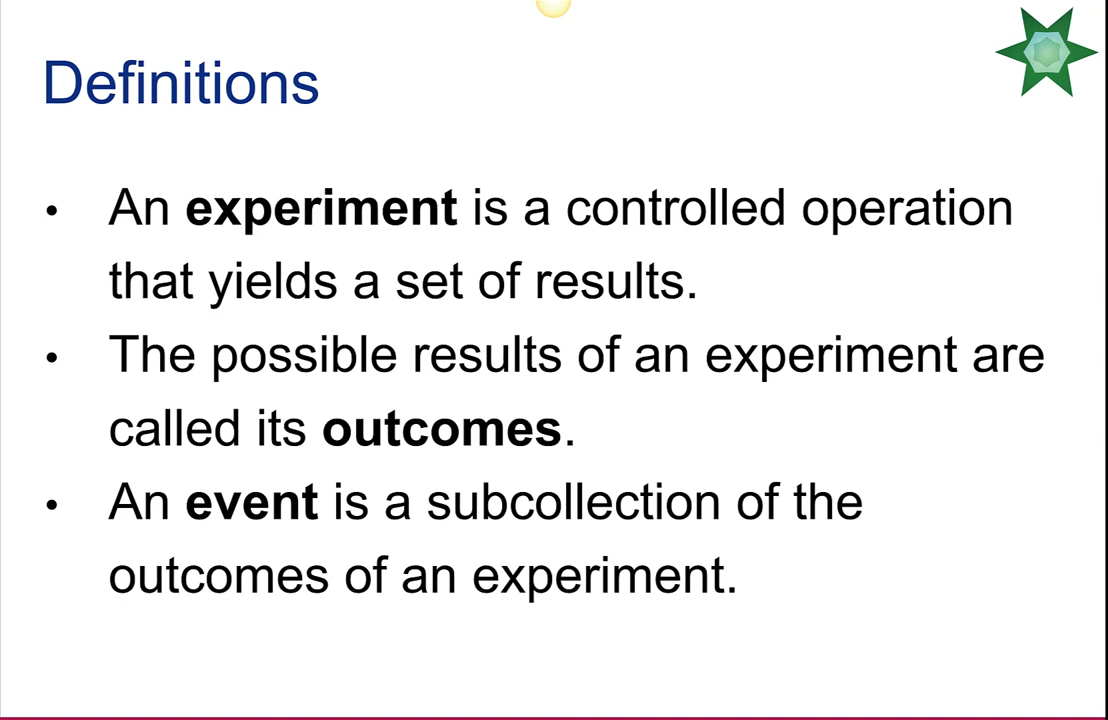 Definitions
• An experiment is a controlled operation
that yields a set of results.
• The possible results of an experiment are
called its outcomes.
• An event is a subcollection of the
outcomes of an experiment.